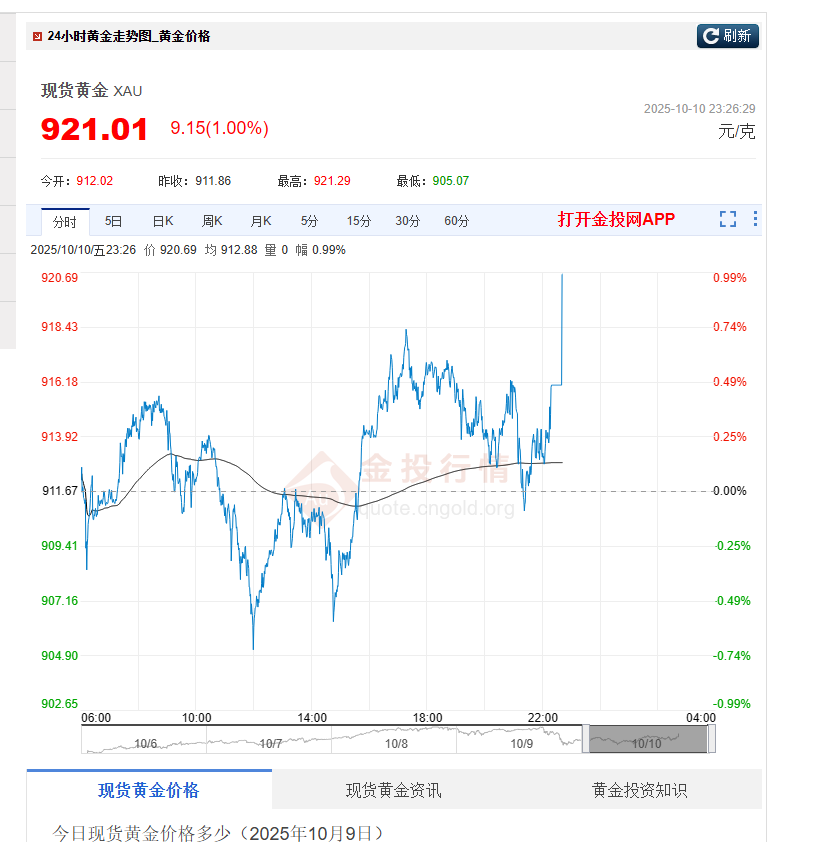 24小时黄金走势图_黄金价格
刷新
现货黄金 XAU
921.01 9.15(1.00%)
2025-10-10 23:26:29
元/克
今开：912.02 昨收：911.86 最高：921.29 最低：905.07
分时 5日 日K 周K 月K 5分 15分 30分 60分 打开金投网APP
2025/10/10/五23:26 价 920.69 均 912.88 量 0 幅 0.99%
920.69 0.99%
918.43 0.74%
916.18 0.49%
913.92 0.25%
金投行情
911.67 0.00%
quote.cngold.org
909.41 -0.25%
907.16 -0.49%
904.90 -0.74%
902.65 -0.99%
06:00 10:00 14:00 18:00 22:00 04:00
10/6 10/7 10/8 10/9 10/10
现货黄金价格 现货黄金资讯 黄金投资知识
今日现货黄金价格多少（2025年10月9日）